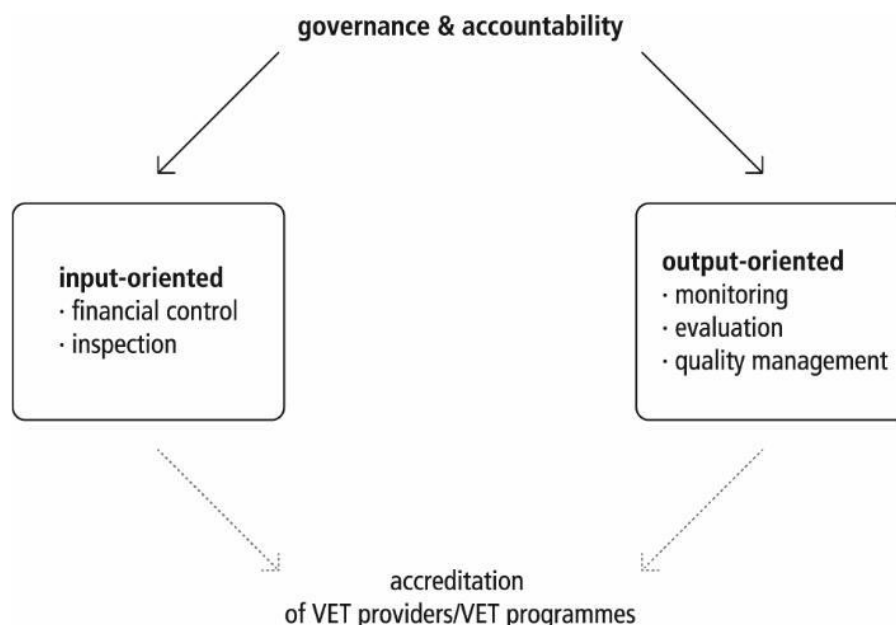 governance & accountability
input-oriented
· financial control
· inspection
output-oriented
· monitoring
· evaluation
· quality management
accreditation
of VET providers/VET programmes